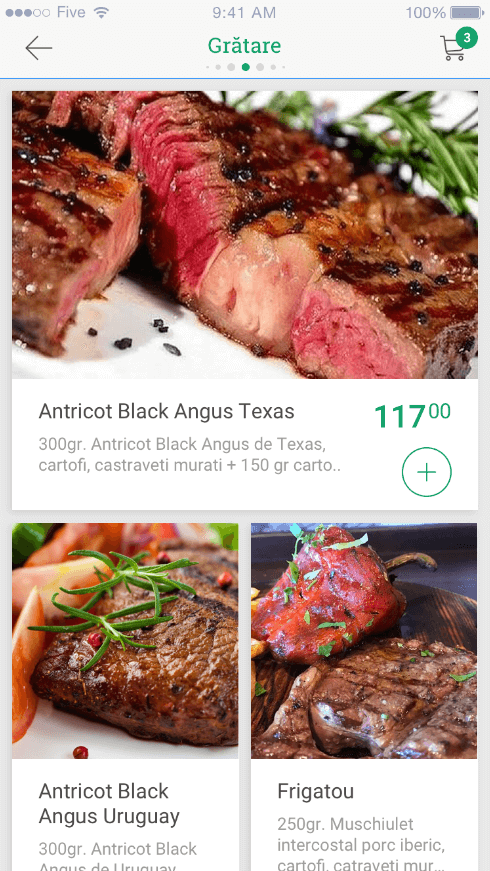 Five 9:41 AM 100%
Grătare
3
Antricot Black Angus Texas
117 00
300gr. Antricot Black Angus de Texas,
cartofi, castraveti murati + 150 gr carto..
Antricot Black
Angus Uruguay
300gr. Antricot Black
Angus de Uruguay
Frigatou
250gr. Muschiulet
intercostal porc iberic,
cartofi, catraveti mur...